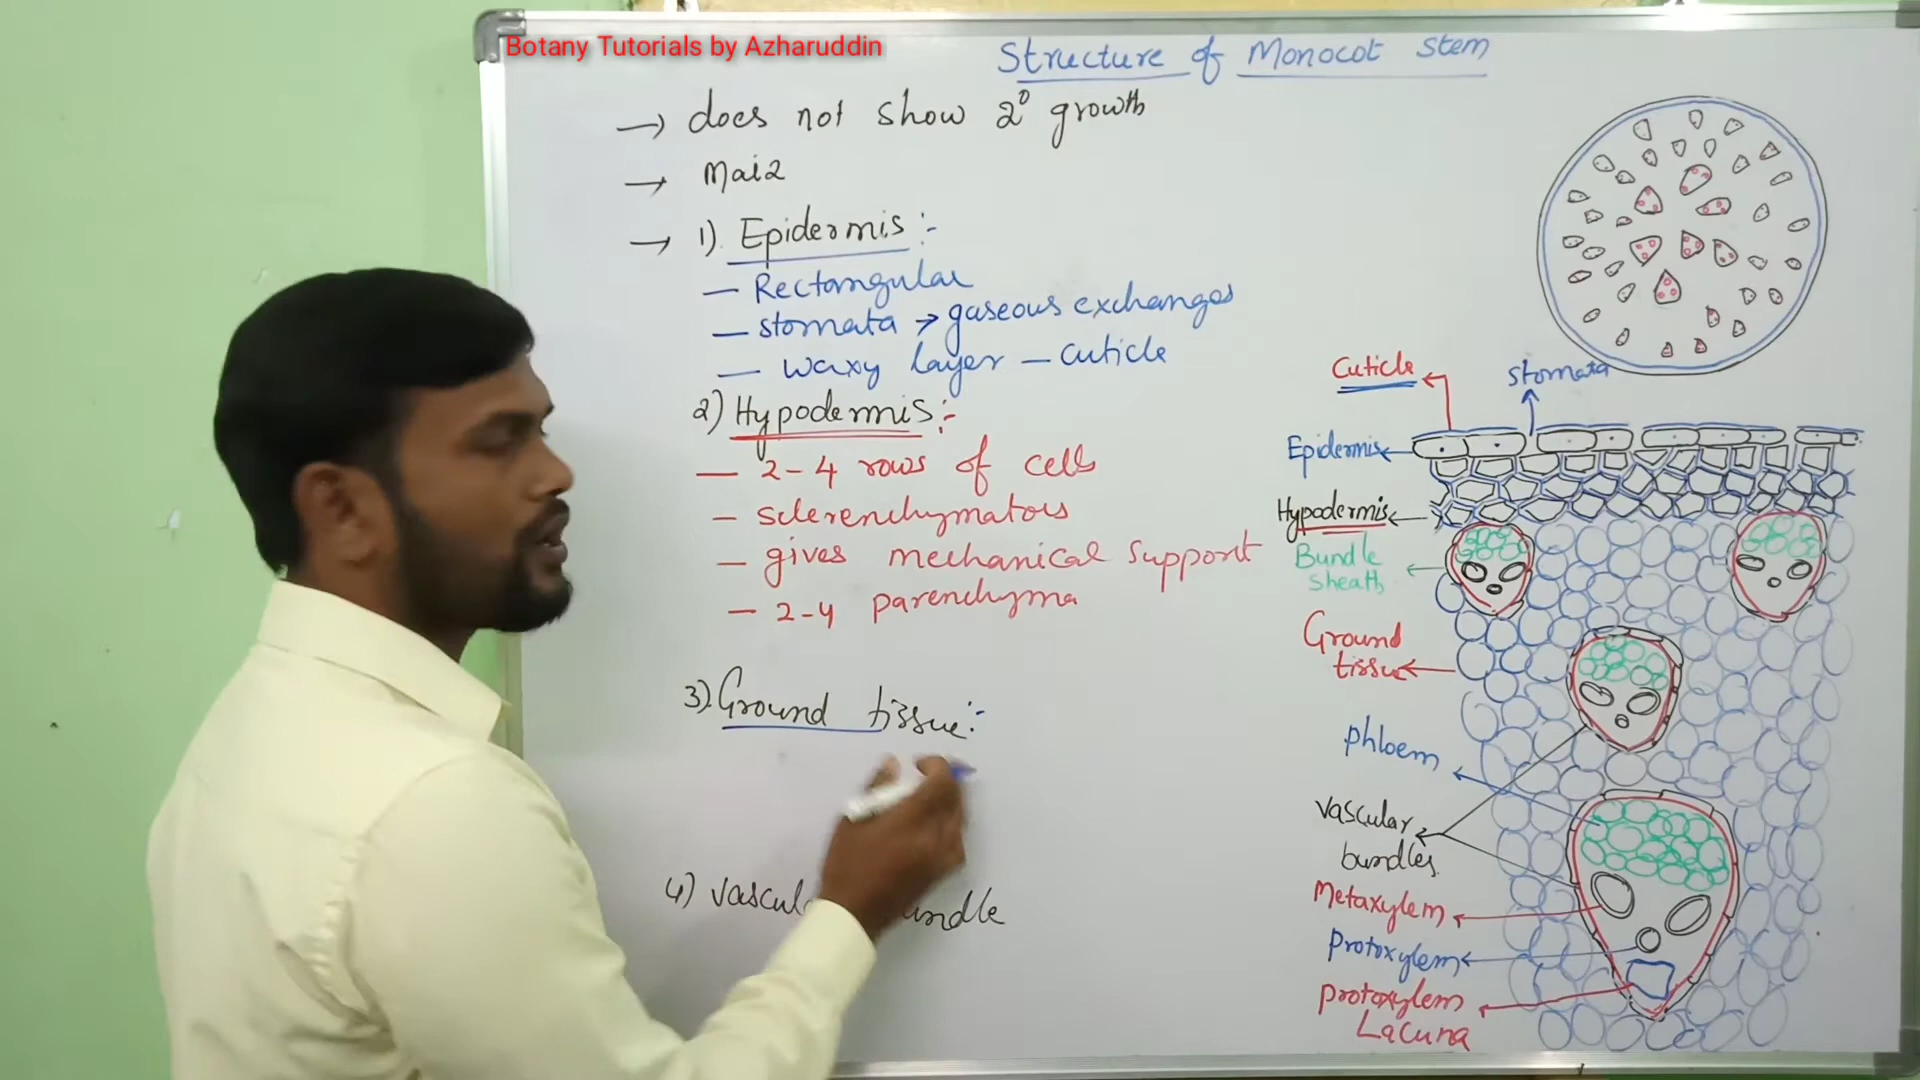 Botany Tutorials by Azharuddin
Structure of Monocot Stem
→ does not show 2° growth
→ Maiz
→ 1). Epidermis :-
— Rectangular
— stomata → gaseous exchanges
— waxy layer — cuticle
2) Hypodermis :-
— 2-4 rows of cells
— sclerenchymatous
— gives mechanical support
— 2-4 parenchyma
3). Ground tissue :-
4) Vascul undle
Cuticle
stomata
Epidermis
Hypodermis
Bundle
sheath
Ground
tissue
phloem
Vascular
bundles
Metaxylem
protoxylem
protoxylem
Lacuna